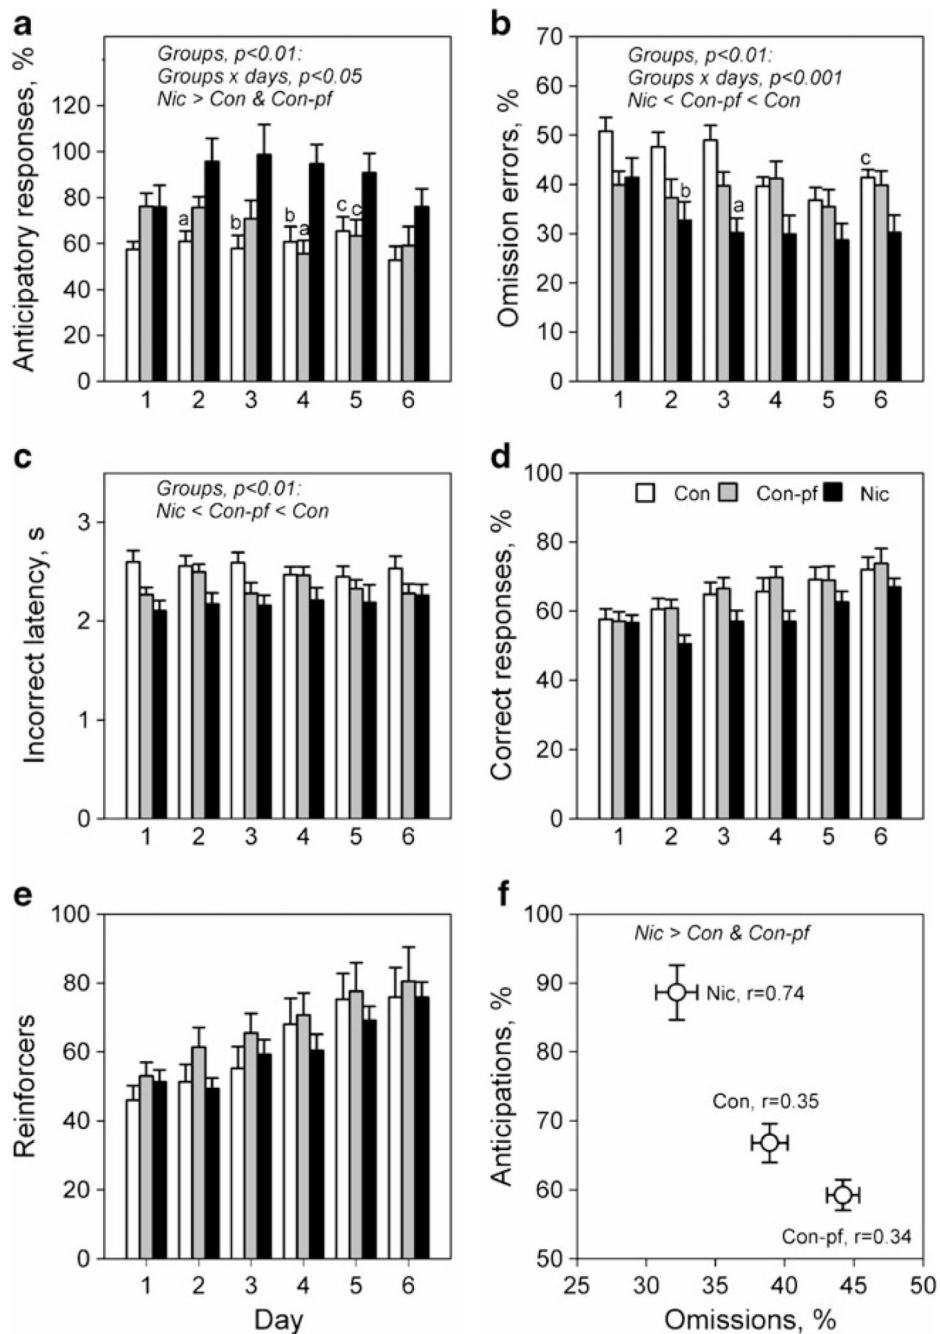 a
Anticipatory responses, %
Groups, p<0.01:
Groups x days, p<0.05
Nic > Con & Con-pf
120
100
80
60
40
20
0
a
b
b
a
c
c
1 2 3 4 5 6
b
Omission errors, %
Groups, p<0.01:
Groups x days, p<0.001
Nic < Con-pf < Con
70
60
50
40
30
20
10
0
b
a
c
1 2 3 4 5 6
c
Incorrect latency, s
Groups, p<0.01:
Nic < Con-pf < Con
3
2
1
0
1 2 3 4 5 6
d
Correct responses, %
Con Con-pf Nic
100
80
60
40
20
0
1 2 3 4 5 6
e
Reinforcers
100
80
60
40
20
0
1 2 3 4 5 6
Day
f
Anticipations, %
Nic > Con & Con-pf
100
90
80
70
60
50
Nic, r=0.74
Con, r=0.35
Con-pf, r=0.34
25 30 35 40 45 50
Omissions, %